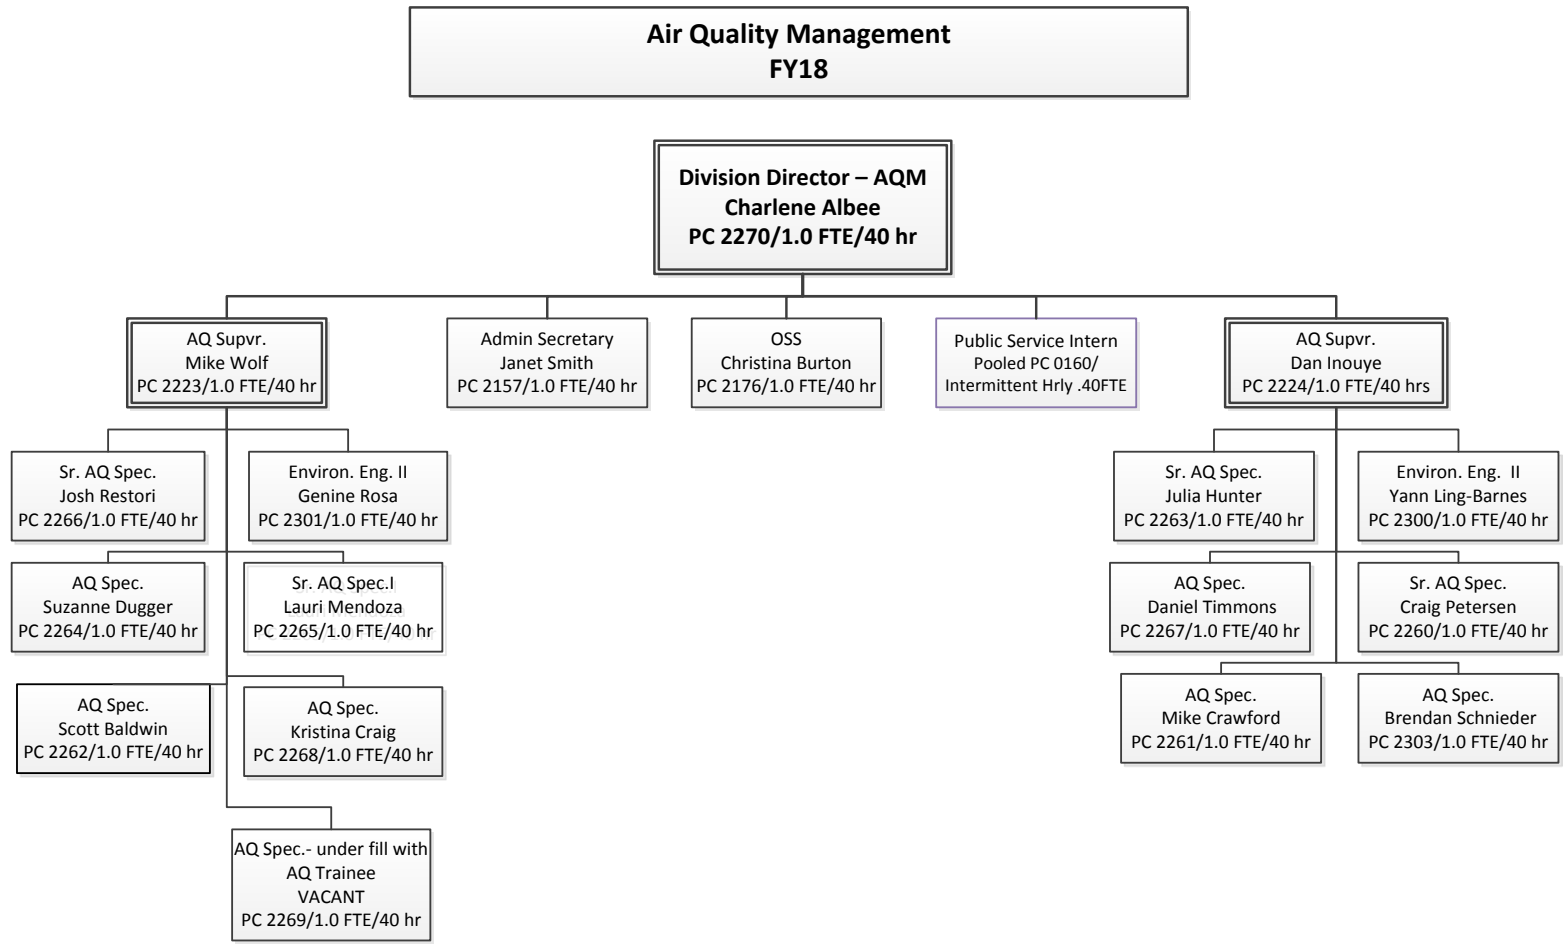 Air Quality Management
FY18
Division Director – AQM
Charlene Albee
PC 2270/1.0 FTE/40 hr
AQ Supvr.
Mike Wolf
PC 2223/1.0 FTE/40 hr
Admin Secretary
Janet Smith
PC 2157/1.0 FTE/40 hr
OSS
Christina Burton
PC 2176/1.0 FTE/40 hr
Public Service Intern
Pooled PC 0160/
Intermittent Hrly .40FTE
AQ Supvr.
Dan Inouye
PC 2224/1.0 FTE/40 hrs
Sr. AQ Spec.
Josh Restori
PC 2266/1.0 FTE/40 hr
Environ. Eng. II
Genine Rosa
PC 2301/1.0 FTE/40 hr
Sr. AQ Spec.
Julia Hunter
PC 2263/1.0 FTE/40 hr
Environ. Eng.  II
Yann Ling-Barnes
PC 2300/1.0 FTE/40 hr
AQ Spec.
Suzanne Dugger
PC 2264/1.0 FTE/40 hr
Sr. AQ Spec.I
Lauri Mendoza
PC 2265/1.0 FTE/40 hr
AQ Spec.
Daniel Timmons
PC 2267/1.0 FTE/40 hr
Sr. AQ Spec.
Craig Petersen
PC 2260/1.0 FTE/40 hr
AQ Spec.
Scott Baldwin
PC 2262/1.0 FTE/40 hr
AQ Spec.
Kristina Craig
PC 2268/1.0 FTE/40 hr
AQ Spec.
Mike Crawford
PC 2261/1.0 FTE/40 hr
AQ Spec.
Brendan Schnieder
PC 2303/1.0 FTE/40 hr
AQ Spec.- under fill with
AQ Trainee
VACANT
PC 2269/1.0 FTE/40 hr